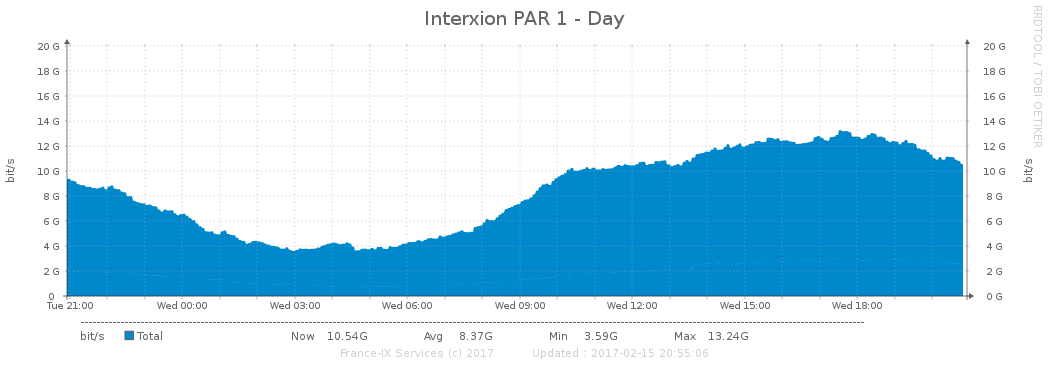 Interxion PAR 1 - Day
RRDTOOL / TOBI OETIKER
bit/s
20 G 20 G
18 G 18 G
16 G 16 G
14 G 14 G
12 G 12 G
10 G 10 G
8 G 8 G
6 G 6 G
4 G 4 G
2 G 2 G
0 0 G
bit/s
Tue 21:00 Wed 00:00 Wed 03:00 Wed 06:00 Wed 09:00 Wed 12:00 Wed 15:00 Wed 18:00
bit/s Total Now 10.54G Avg 8.37G Min 3.59G Max 13.24G
France-IX Services (c) 2017 Updated : 2017-02-15 20:55:06